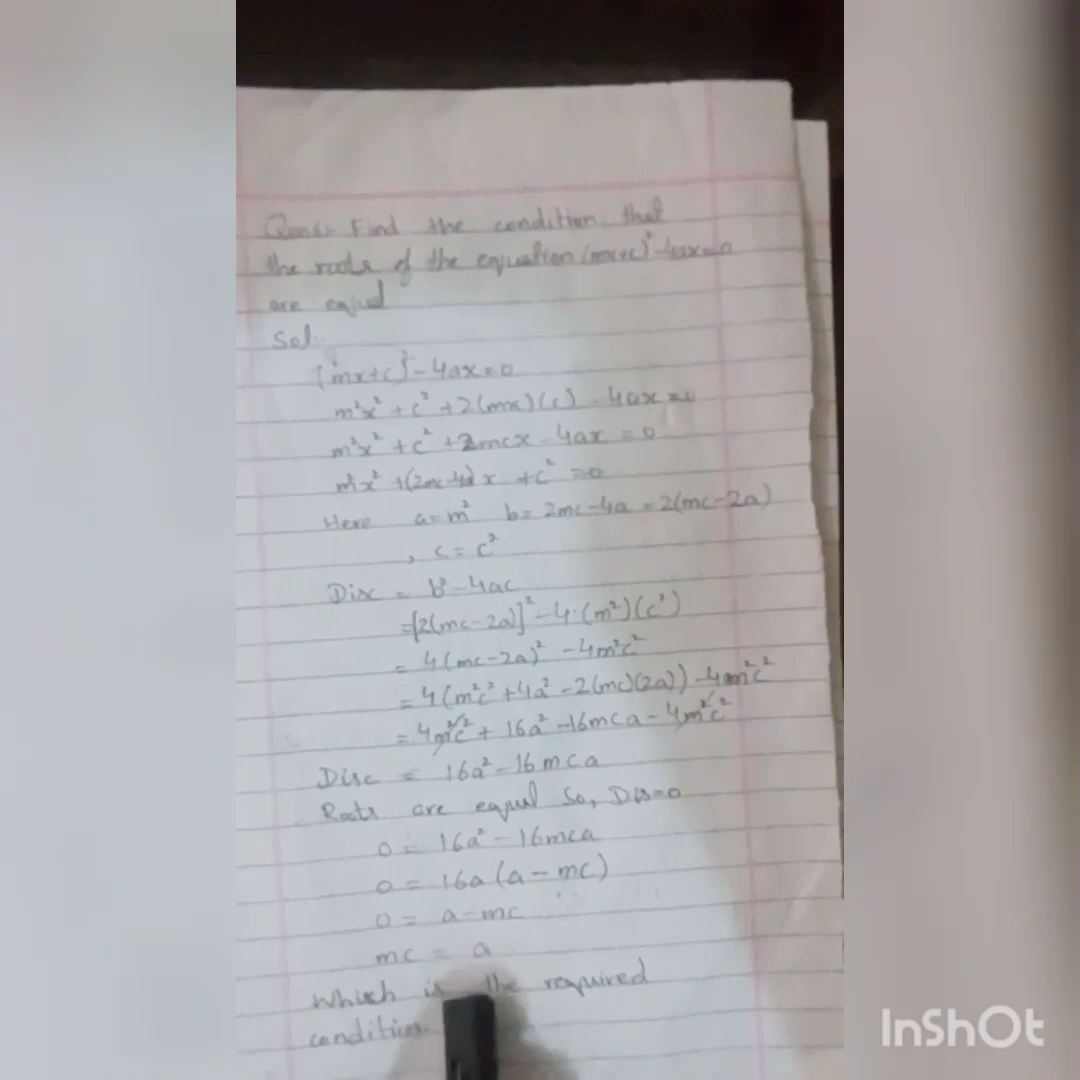 Find the condition that
the roots of the equation (mx+c)² - 4ax=0
are equal
Sol:
(mx+c)² - 4ax=0
m²x² + c² + 2(mx)(c) - 4ax =0
m²x² + c² + 2mcx - 4ax = 0
m²x² + (2mc-4a)x + c² =0
Here a=m² b= 2mc-4a = 2(mc-2a)
, c = c²
Disc = b² - 4ac
=[2(mc-2a)]² - 4·(m²)(c²)
= 4(mc-2a)² - 4m²c²
= 4(m²c² + 4a² - 2(mc)(2a)) - 4m²c²
= 4m²c² + 16a² - 16mca - 4m²c²
Disc = 16a² - 16mca
Roots are equal So, Dis=0
0 = 16a² - 16mca
0 = 16a(a - mc)
0 = a - mc
mc = a
which is the required
condition.
InShOt